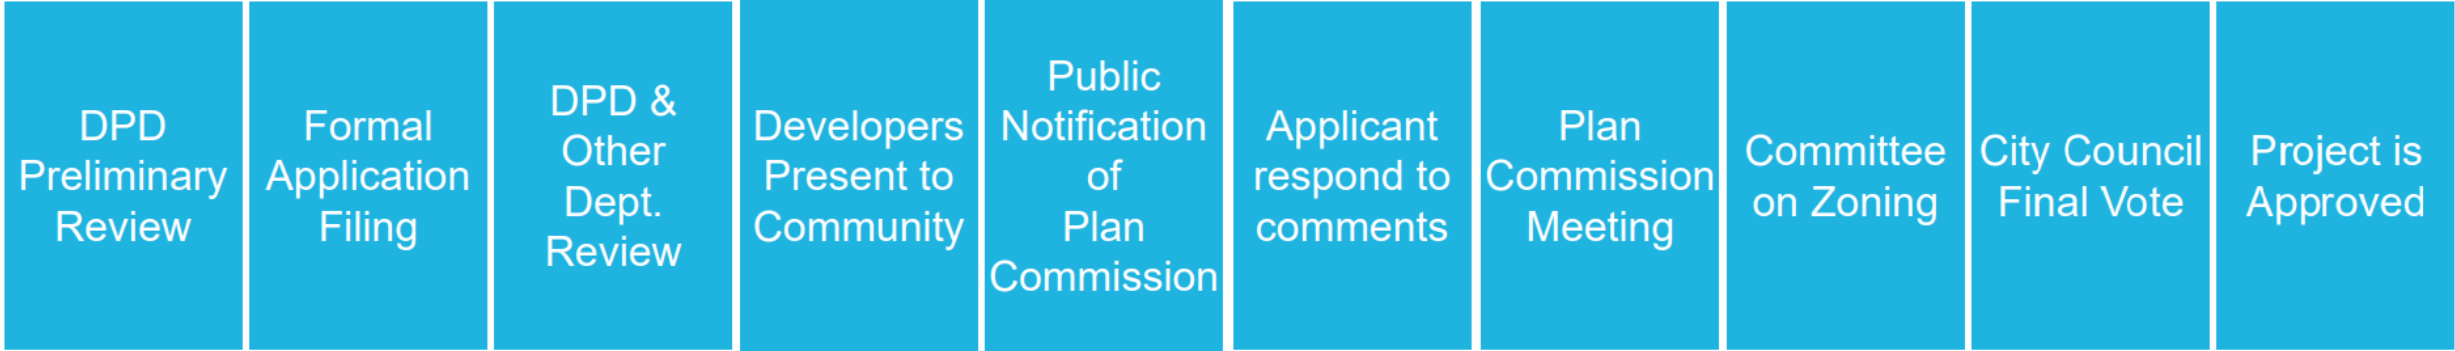 DPD
Preliminary
Review
Formal
Application
Filing
DPD &
Other
Dept.
Review
Developers
Present to
Community
Public
Notification
of
Plan
Commission
Applicant
respond to
comments
Plan
Commission
Meeting
Committee
on Zoning
City Council
Final Vote
Project is
Approved